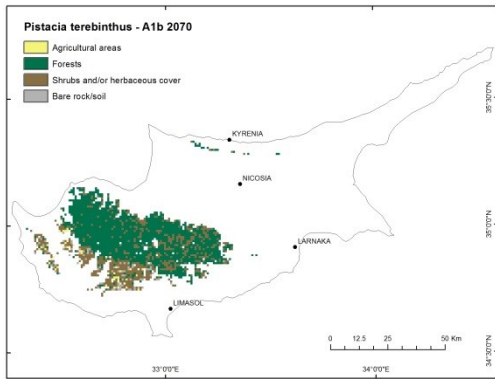 Pistacia terebinthus - A1b 2070
Agricultural areas
Forests
Shrubs and/or herbaceous cover
Bare rock/soil
KYRENIA
NICOSIA
LARNAKA
LIMASOL
35°30'0"N
35°0'0"N
34°30'0"N
0 12.5 25 50 Km
33°0'0"E 34°0'0"E